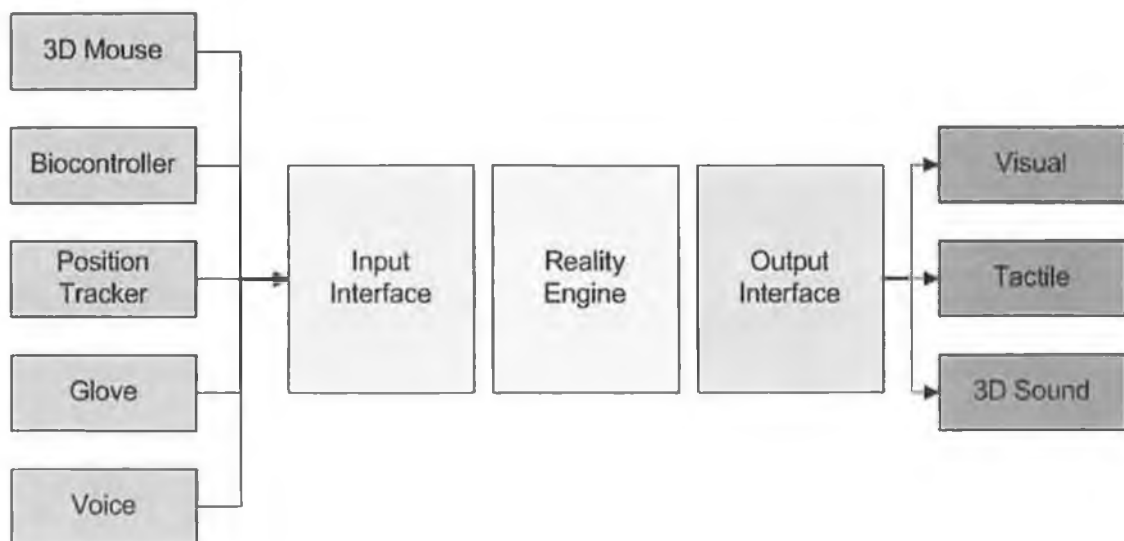 3D Mouse
Biocontroller
Position
Tracker
Glove
Voice
Input
Interface
Reality
Engine
Output
Interface
Visual
Tactile
3D Sound